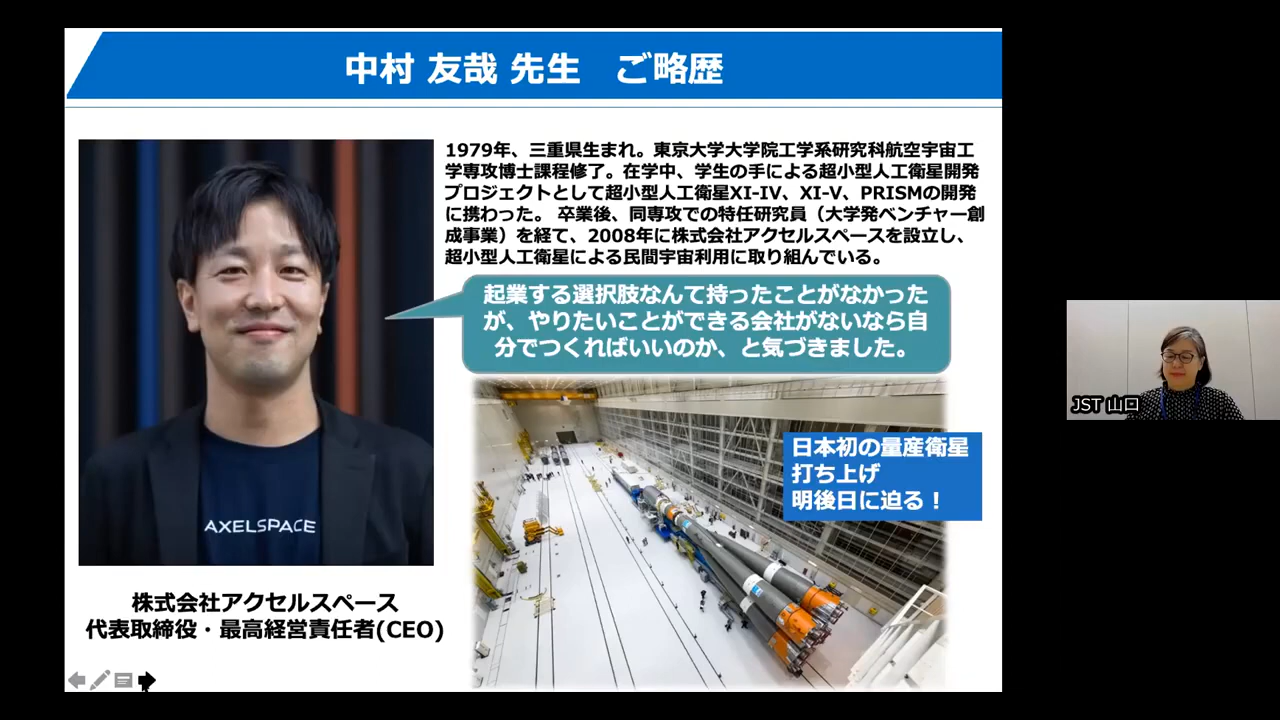 中村 友哉 先生 ご略歴
1979年、三重県生まれ。東京大学大学院工学系研究科航空宇宙工
学専攻博士課程修了。在学中、学生の手による超小型人工衛星開発
プロジェクトとして超小型人工衛星XI-IV、XI-V、PRISMの開発
に携わった。 卒業後、同専攻での特任研究員（大学発ベンチャー創
成事業）を経て、2008年に株式会社アクセルスペースを設立し、
超小型人工衛星による民間宇宙利用に取り組んでいる。
起業する選択肢なんて持ったことがなかった
が、やりたいことができる会社がないなら自
分でつくればいいのか、と気づきました。
AXELSPACE
日本初の量産衛星
打ち上げ
明後日に迫る！
株式会社アクセルスペース
代表取締役・最高経営責任者(CEO)
JST 山口